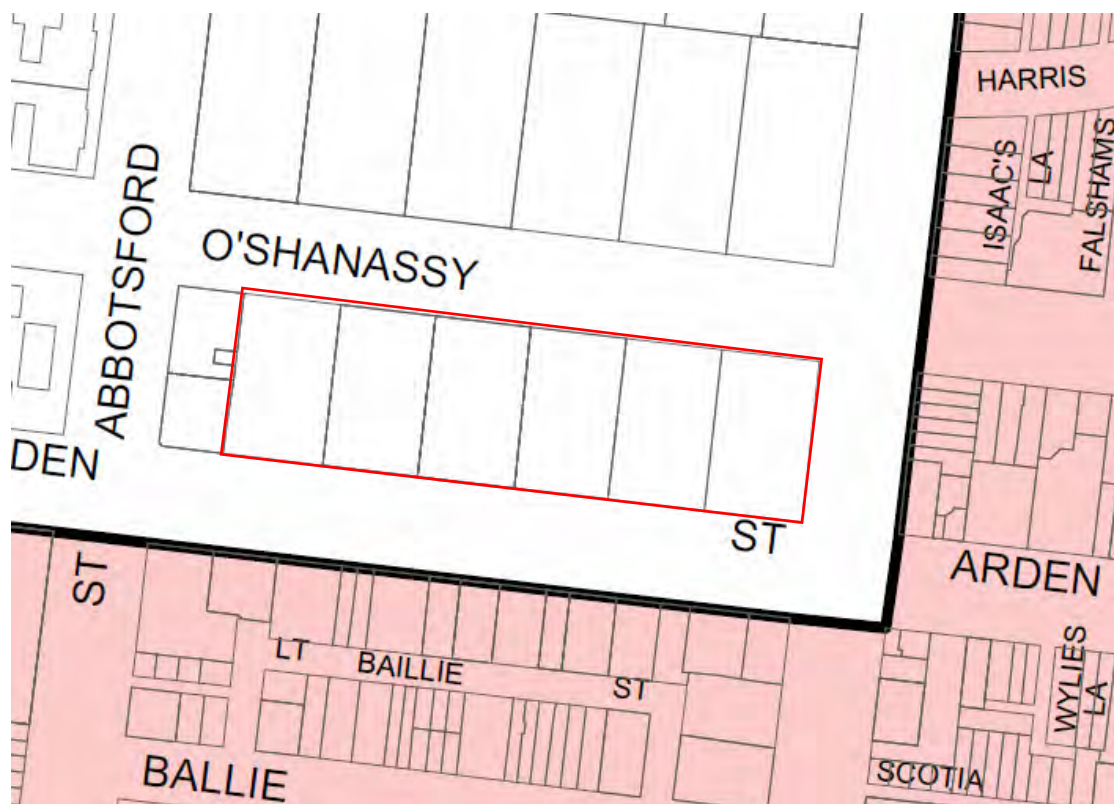 HARRIS
ISAAC'S
LA
FALSHAMS
ABBOTSFORD
O'SHANASSY
DEN
ST
ST
ARDEN
LT BAILLIE ST
WYLIES
LA
BALLIE
SCOTIA